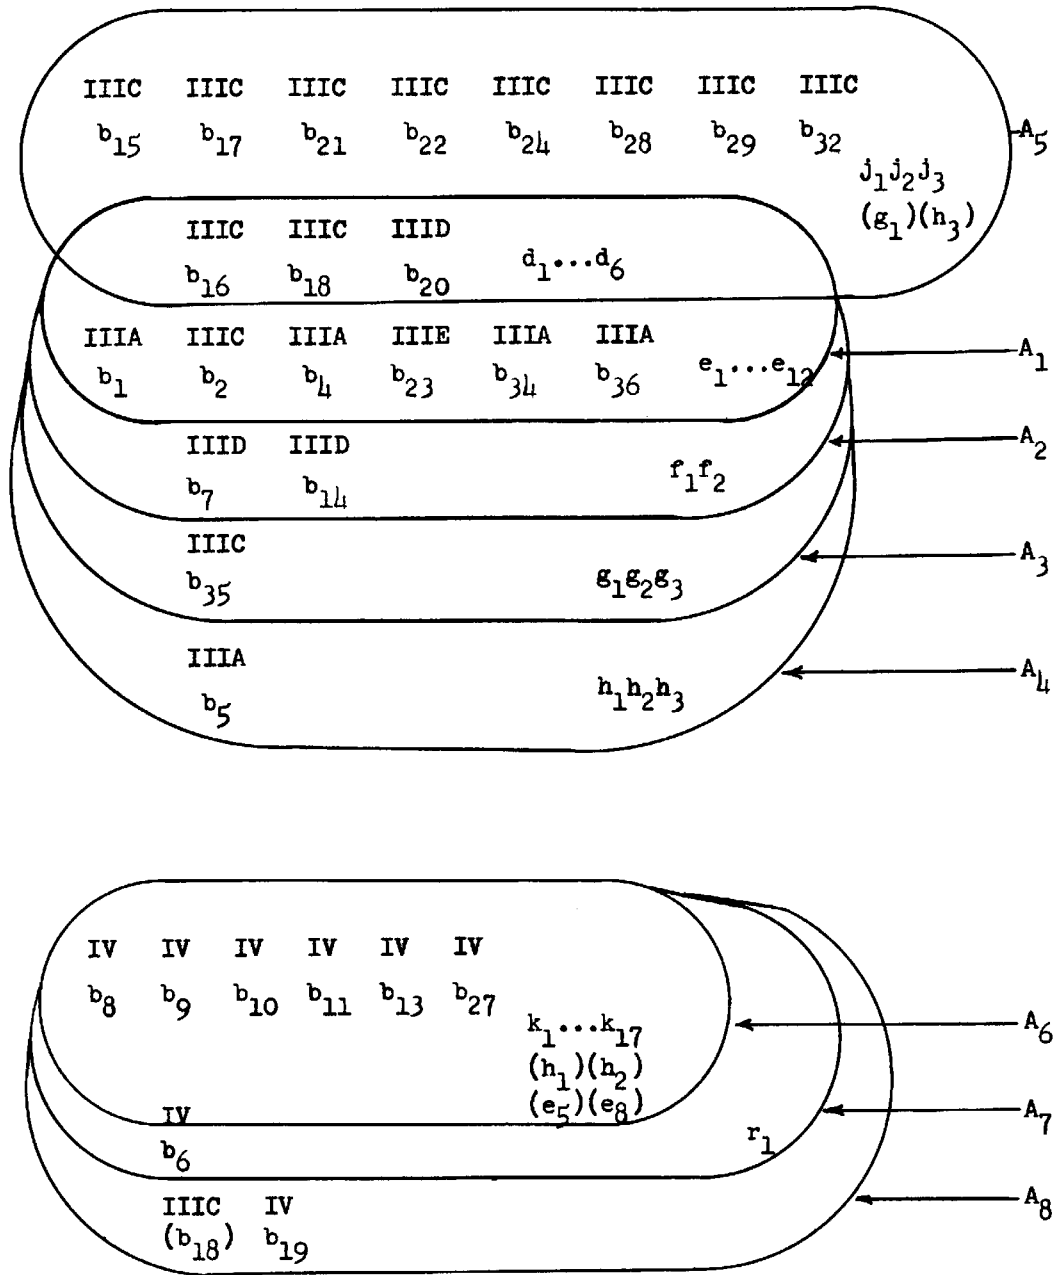 IIIC IIIC IIIC IIIC IIIC IIIC IIIC IIIC
b15 b17 b21 b22 b24 b28 b29 b32 A5
j1j2j3
(g1)(h3)
IIIC IIIC IIID
b16 b18 b20 d1...d6
IIIA IIIC IIIA IIIE IIIA IIIA
b1 b2 b4 b23 b34 b36 e1...e12 A1
IIID IIID A2
b7 b14 f1f2
IIIC A3
b35 g1g2g3
IIIA A4
b5 h1h2h3
IV IV IV IV IV IV
b8 b9 b10 b11 b13 b27
k1...k17 A6
(h1)(h2)
(e5)(e8)
IV A7
b6 r1
IIIC IV A8
(b18) b19